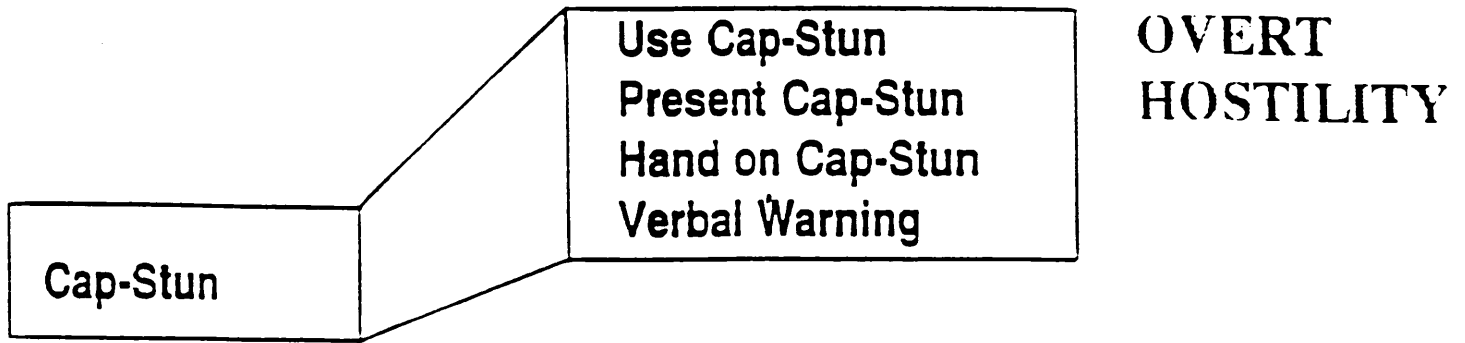 Use Cap-Stun
Present Cap-Stun
Hand on Cap-Stun
Verbal Warning
OVERT
HOSTILITY
Cap-Stun